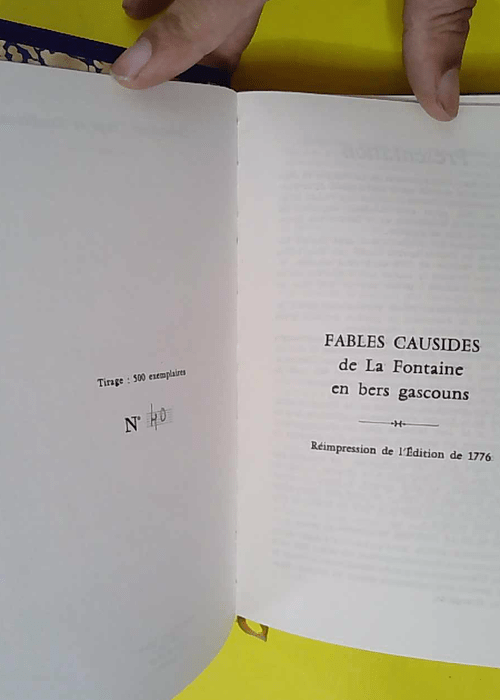 Tirage : 500 exemplaires
N°
FABLES CAUSIDES
de La Fontaine
en bers gascouns
Réimpression de l'Édition de 1776